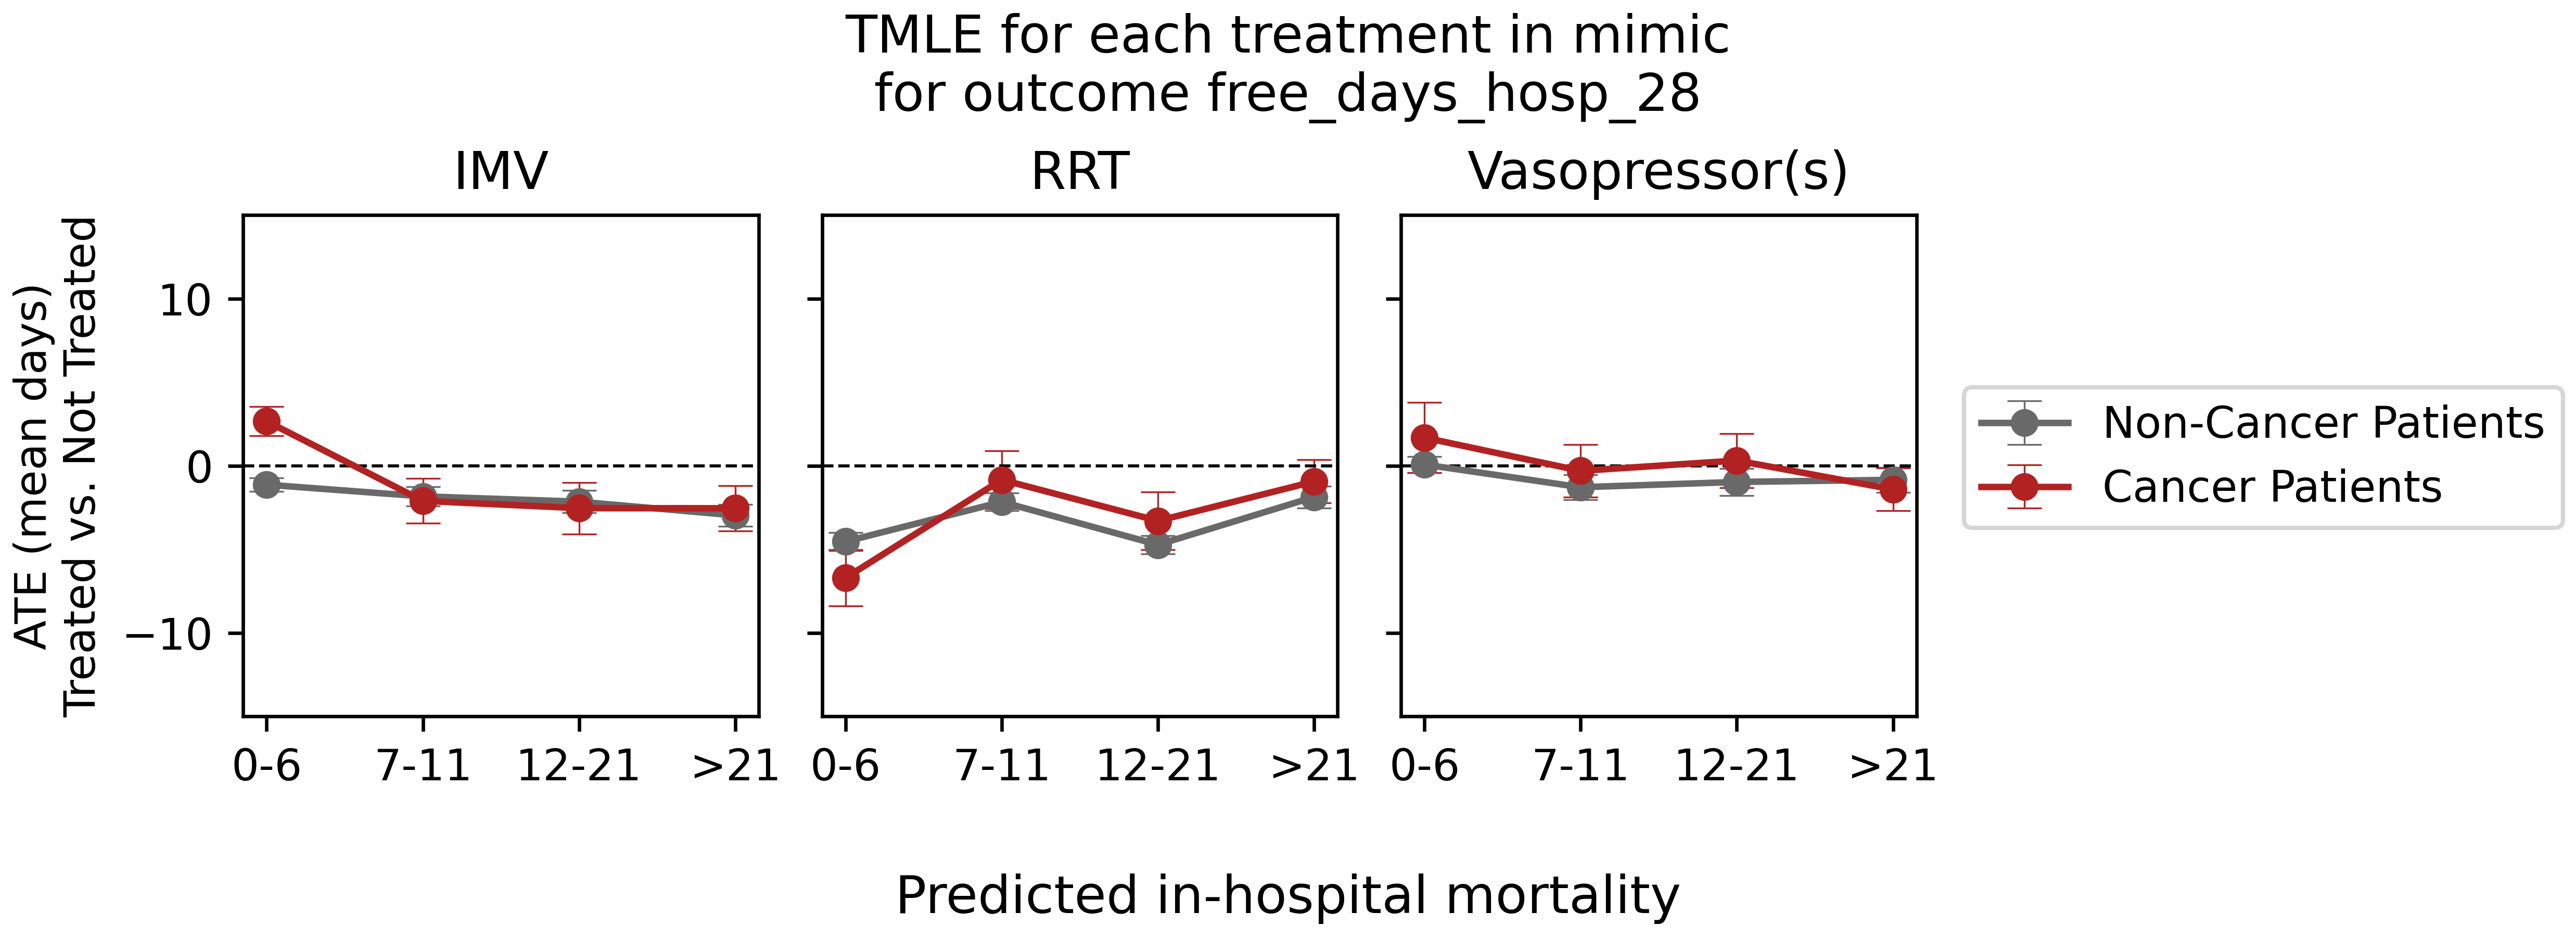 TMLE for each treatment in mimic
for outcome free_days_hosp_28
IMV
RRT
Vasopressor(s)
ATE (mean days)
Treated vs. Not Treated
10
0
−10
0-6
7-11
12-21
>21
0-6
7-11
12-21
>21
0-6
7-11
12-21
>21
Non-Cancer Patients
Cancer Patients
Predicted in-hospital mortality